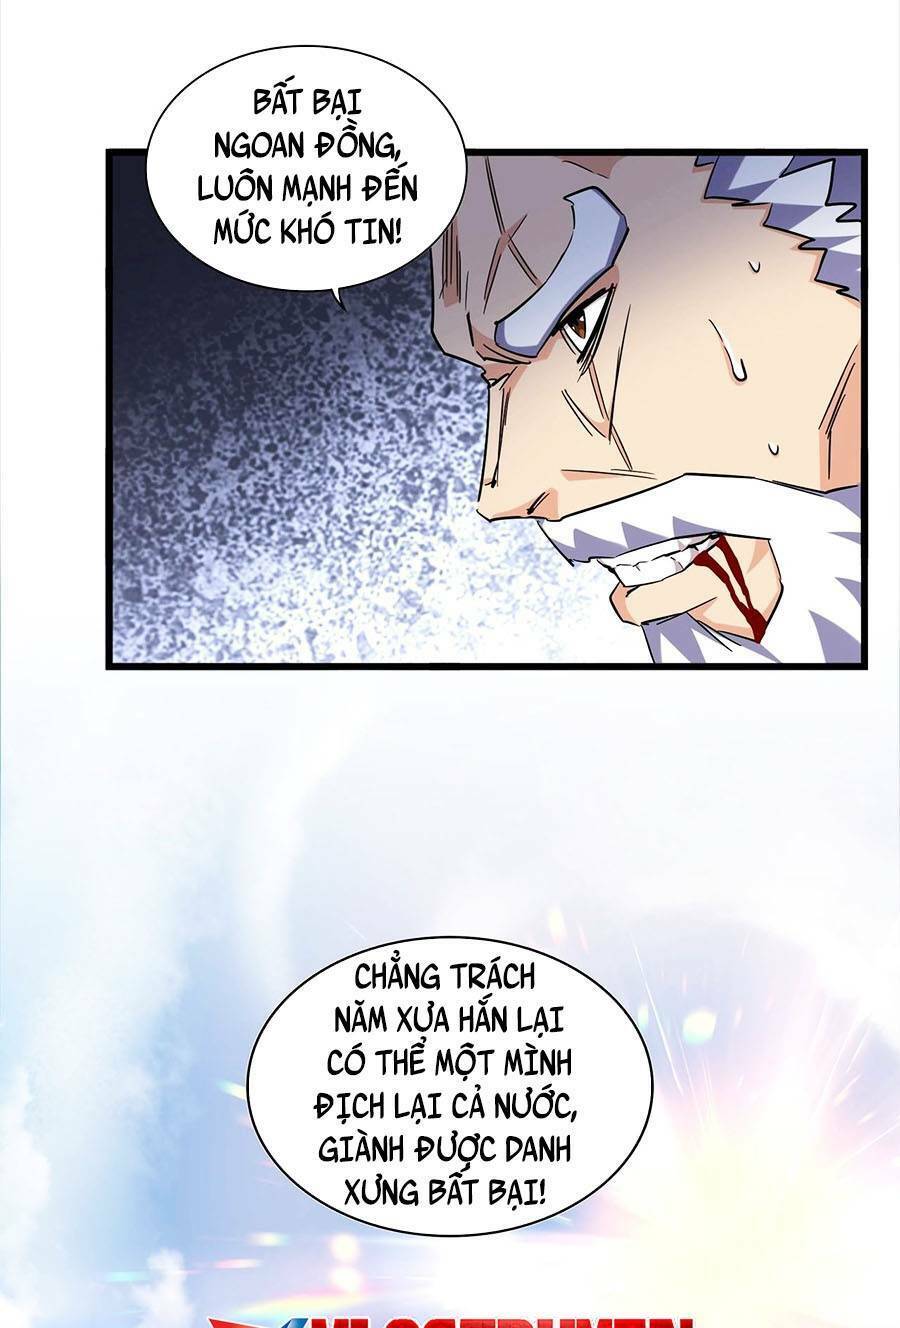 BẤT BẠI
NGOAN ĐỒNG,
LUÔN MẠNH ĐẾN
MỨC KHÓ TIN!
CHẲNG TRÁCH
NĂM XƯA HẮN LẠI
CÓ THỂ MỘT MÌNH
ĐỊCH LẠI CẢ NƯỚC,
GIÀNH ĐƯỢC DANH
XƯNG BẤT BẠI!